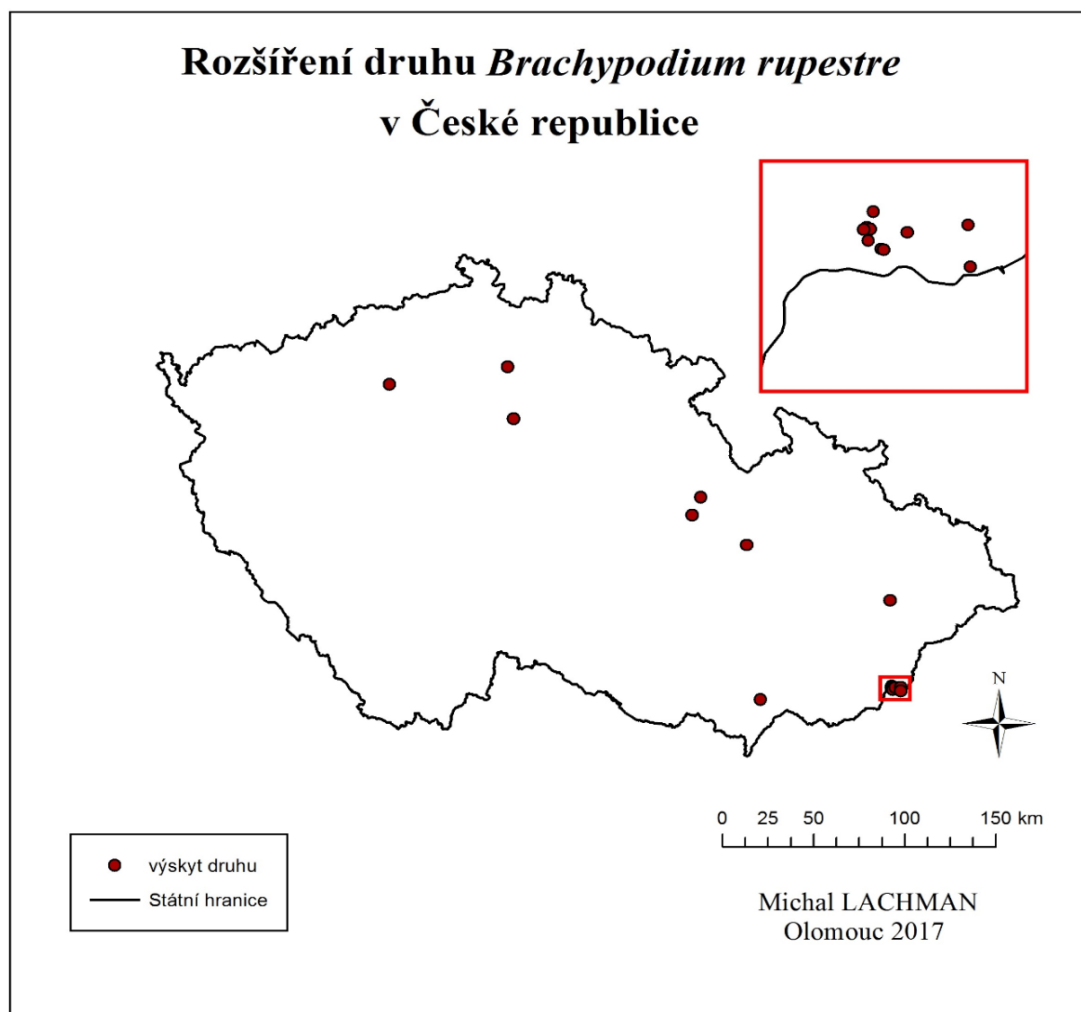 Rozšíření druhu Brachypodium rupestre
v České republice
N
0 25 50 100 150 km
výskyt druhu
Státní hranice
Michal LACHMAN
Olomouc 2017